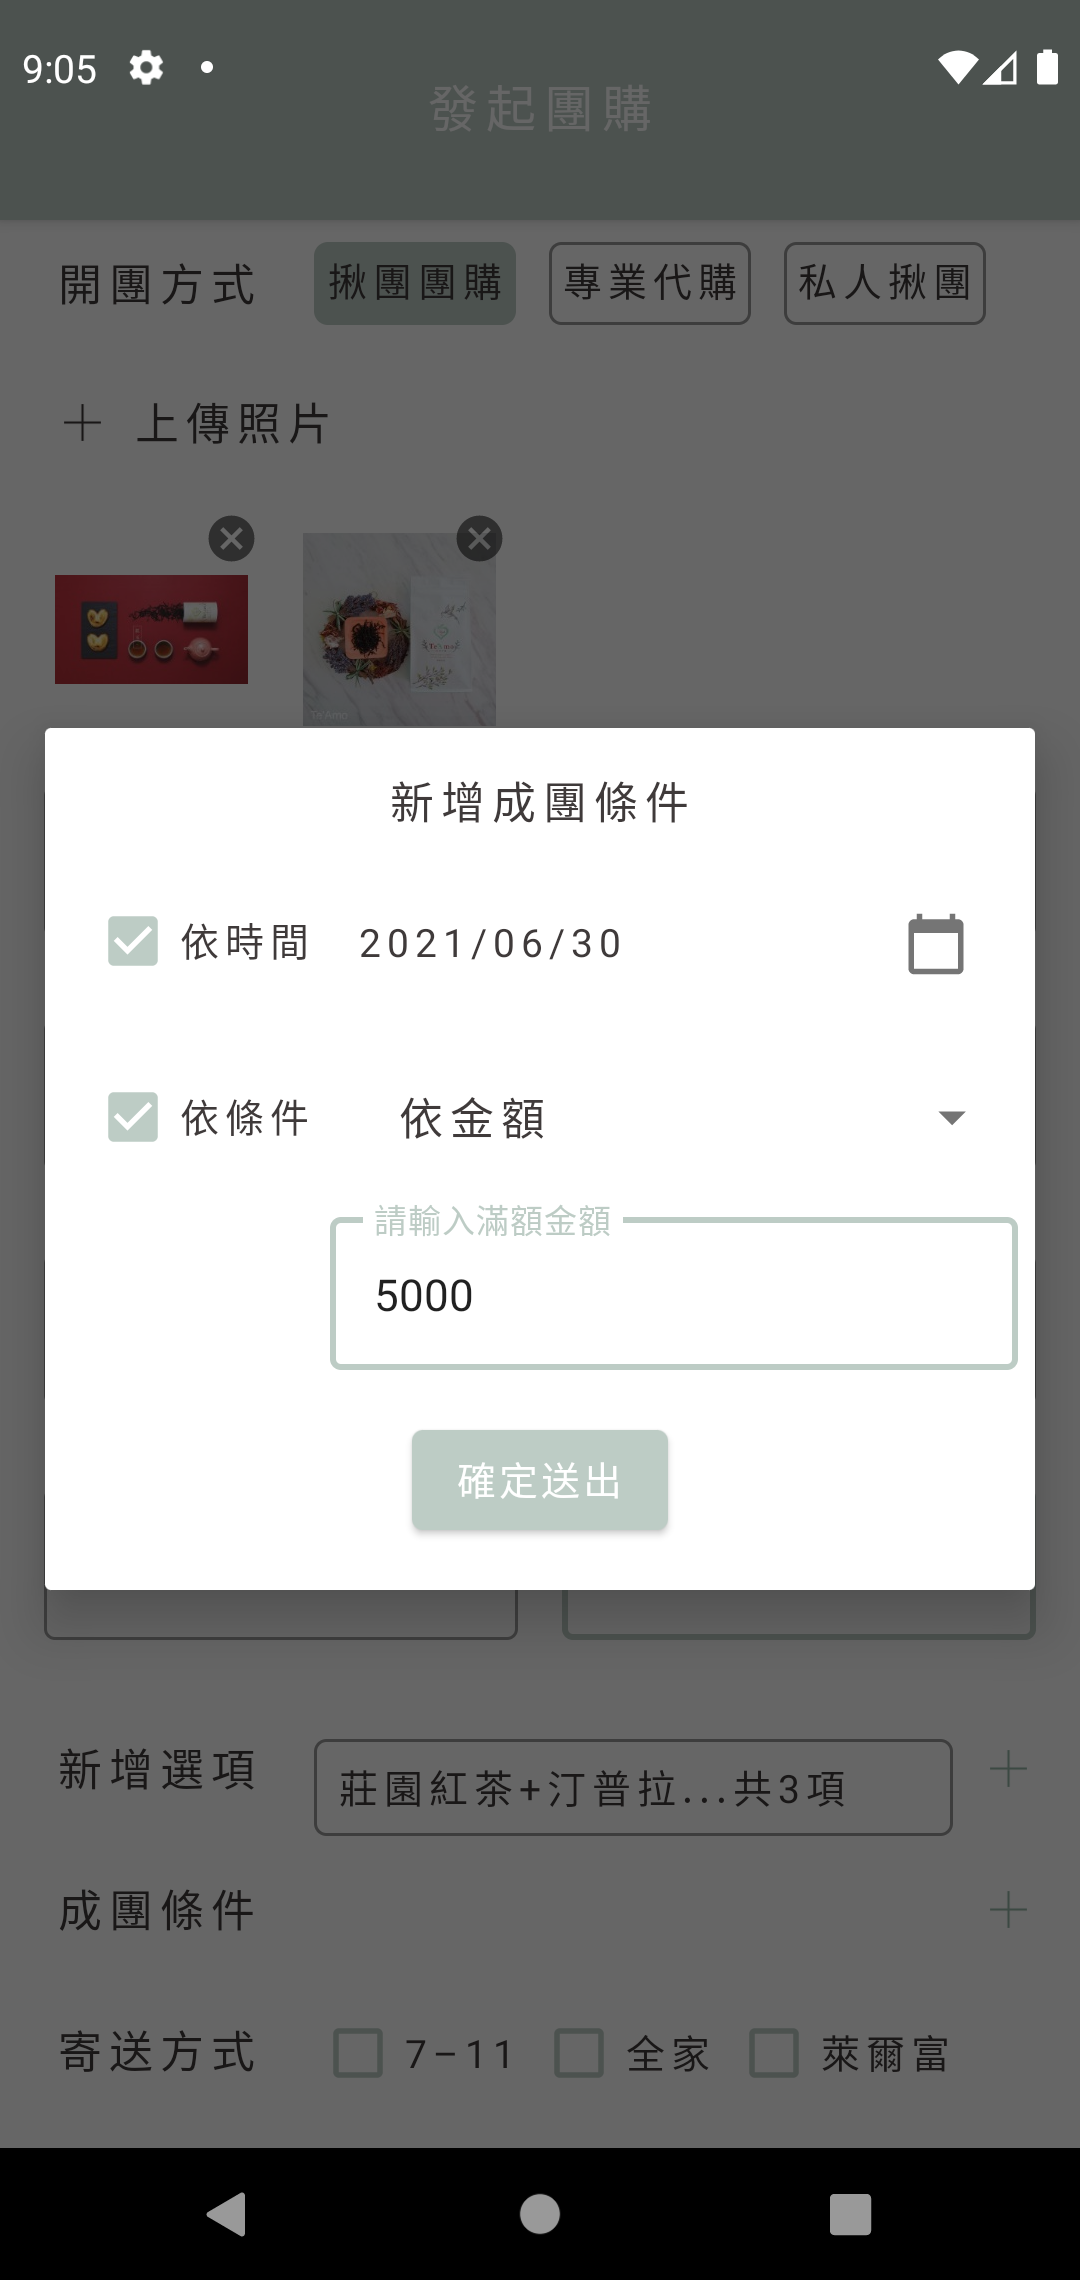 9:05
發起團購
開團方式 揪團團購 專業代購 私人揪團
上傳照片
新增成團條件
依時間 2021/06/30
依條件 依金額
請輸入滿額金額
5000
確定送出
新增選項 莊園紅茶+汀普拉...共3項
成團條件
寄送方式 7-11 全家 萊爾富